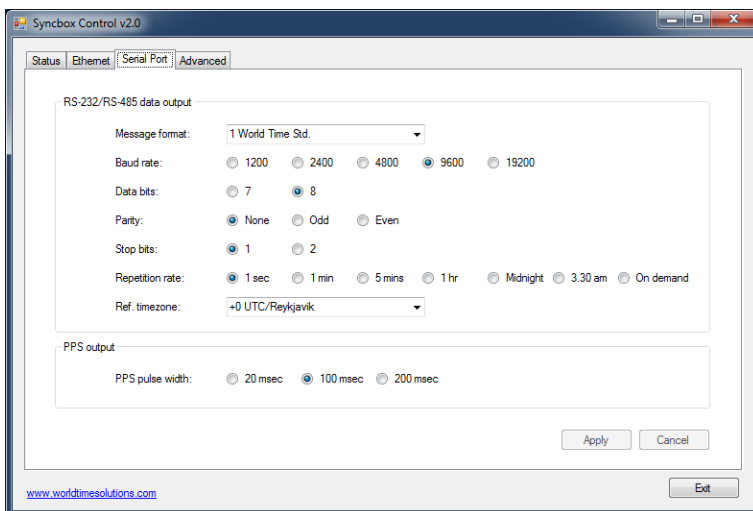 Syncbox Control v2.0
Status Ethernet Serial Port Advanced
RS-232/RS-485 data output
Message format: 1 World Time Std.
Baud rate: 1200 2400 4800 9600 19200
Data bits: 7 8
Parity: None Odd Even
Stop bits: 1 2
Repetition rate: 1 sec 1 min 5 mins 1 hr Midnight 3.30 am On demand
Ref. timezone: +0 UTC/Reykjavik
PPS output
PPS pulse width: 20 msec 100 msec 200 msec
Apply Cancel
www.worldtimesolutions.com Exit